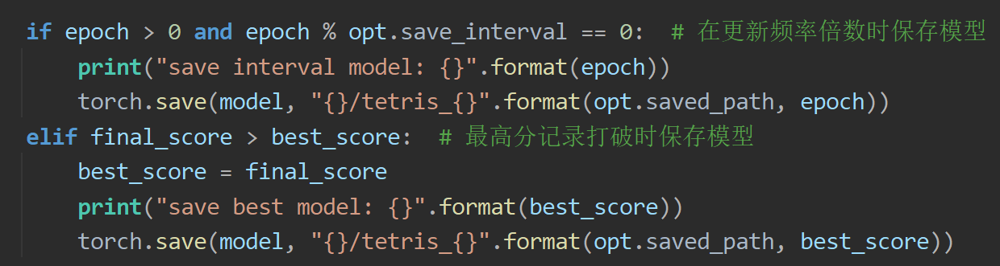 if epoch > 0 and epoch % opt.save_interval == 0:  # 在更新频率倍数时保存模型
    print("save interval model: {}".format(epoch))
    torch.save(model, "{}/tetris_{}".format(opt.saved_path, epoch))
elif final_score > best_score:  # 最高分记录打破时保存模型
    best_score = final_score
    print("save best model: {}".format(best_score))
    torch.save(model, "{}/tetris_{}".format(opt.saved_path, best_score))